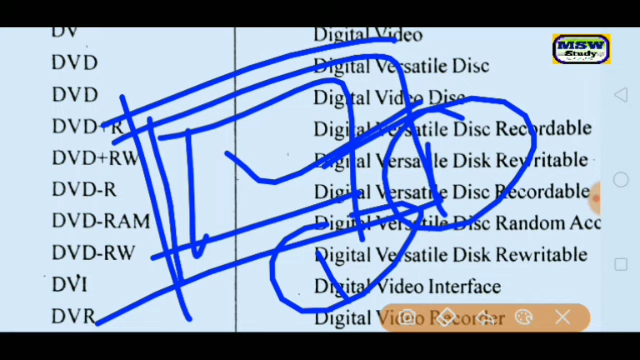 DV Digital Video
MSW
Study
DVD Digital Versatile Disc
DVD Digital Video Disc
DVD+R Digital Versatile Disc Recordable
DVD+RW Digital Versatile Disk Rewritable
DVD-R Digital Versatile Disc Recordable
DVD-RAM Digital Versatile Disc Random Acc
DVD-RW Digital Versatile Disk Rewritable
DVI Digital Video Interface
DVR Digital Video Recorder